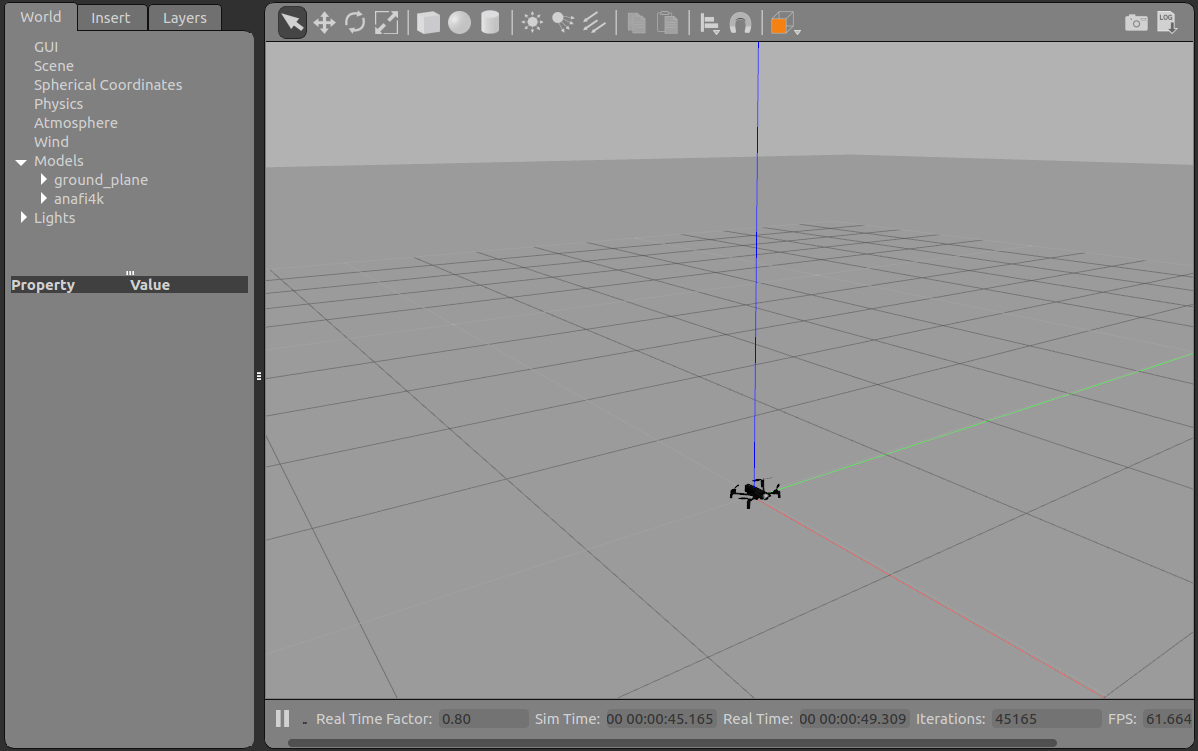 World Insert Layers
GUI
Scene
Spherical Coordinates
Physics
Atmosphere
Wind
Models
ground_plane
anafi4k
Lights
Property Value
LOG
Real Time Factor: 0.80 Sim Time: 00 00:00:45.165 Real Time: 00 00:00:49.309 Iterations: 45165 FPS: 61.664